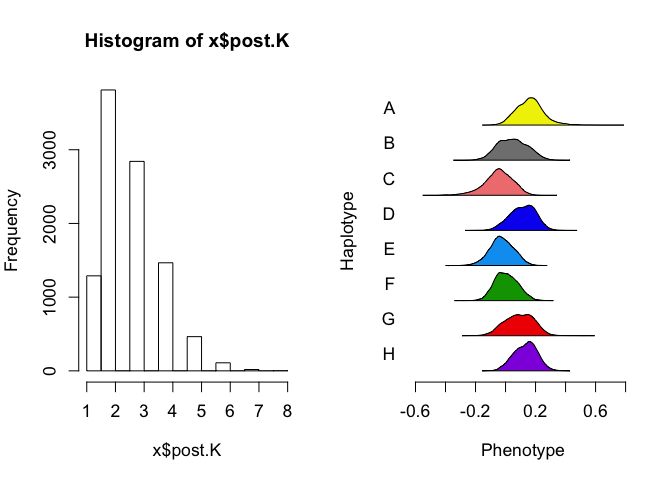 Histogram of x$post.K
Frequency
0
1000
2000
3000
1 2 3 4 5 6 7 8
x$post.K
Haplotype
A
B
C
D
E
F
G
H
-0.6 -0.2 0.2 0.6
Phenotype